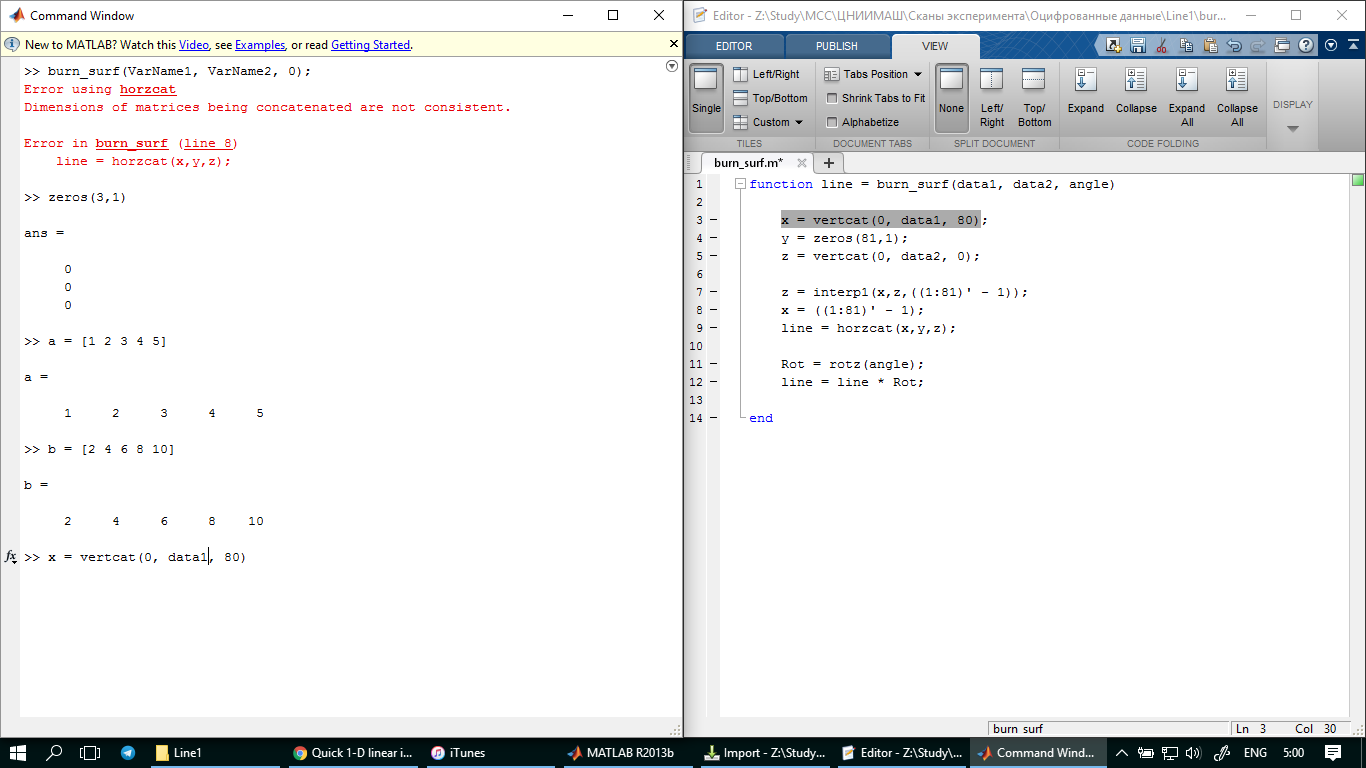 Command Window
New to MATLAB? Watch this Video, see Examples, or read Getting Started.
>> burn_surf(VarName1, VarName2, 0);
Error using horzcat
Dimensions of matrices being concatenated are not consistent.
Error in burn_surf (line 8)
line = horzcat(x,y,z);
>> zeros(3,1)
ans =
0
0
0
>> a = [1 2 3 4 5]
a =
1 2 3 4 5
>> b = [2 4 6 8 10]
b =
2 4 6 8 10
fx >> x = vertcat(0, data1, 80)
Editor - Z:\Study\МСС\ЦНИИМАШ\Сканы эксперимента\Оцифрованные данные\Line1\bur...
EDITOR PUBLISH VIEW
Single
Left/Right
Top/Bottom
Custom
TILES
Tabs Position
Shrink Tabs to Fit
Alphabetize
DOCUMENT TABS
None
Left/
Right
Top/
Bottom
SPLIT DOCUMENT
Expand
Collapse
Expand
All
Collapse
All
CODE FOLDING
DISPLAY
burn_surf.m* × +
1 function line = burn_surf(data1, data2, angle)
2
3 – x = vertcat(0, data1, 80);
4 – y = zeros(81,1);
5 – z = vertcat(0, data2, 0);
6
7 – z = interp1(x,z,((1:81)' - 1));
8 – x = ((1:81)' - 1);
9 – line = horzcat(x,y,z);
10
11 – Rot = rotz(angle);
12 – line = line * Rot;
13
14 – end
burn_surf Ln 3 Col 30
Line1 Quick 1-D linear i... iTunes MATLAB R2013b Import - Z:\Study... Editor - Z:\Study\... Command Wind... ENG 5:00